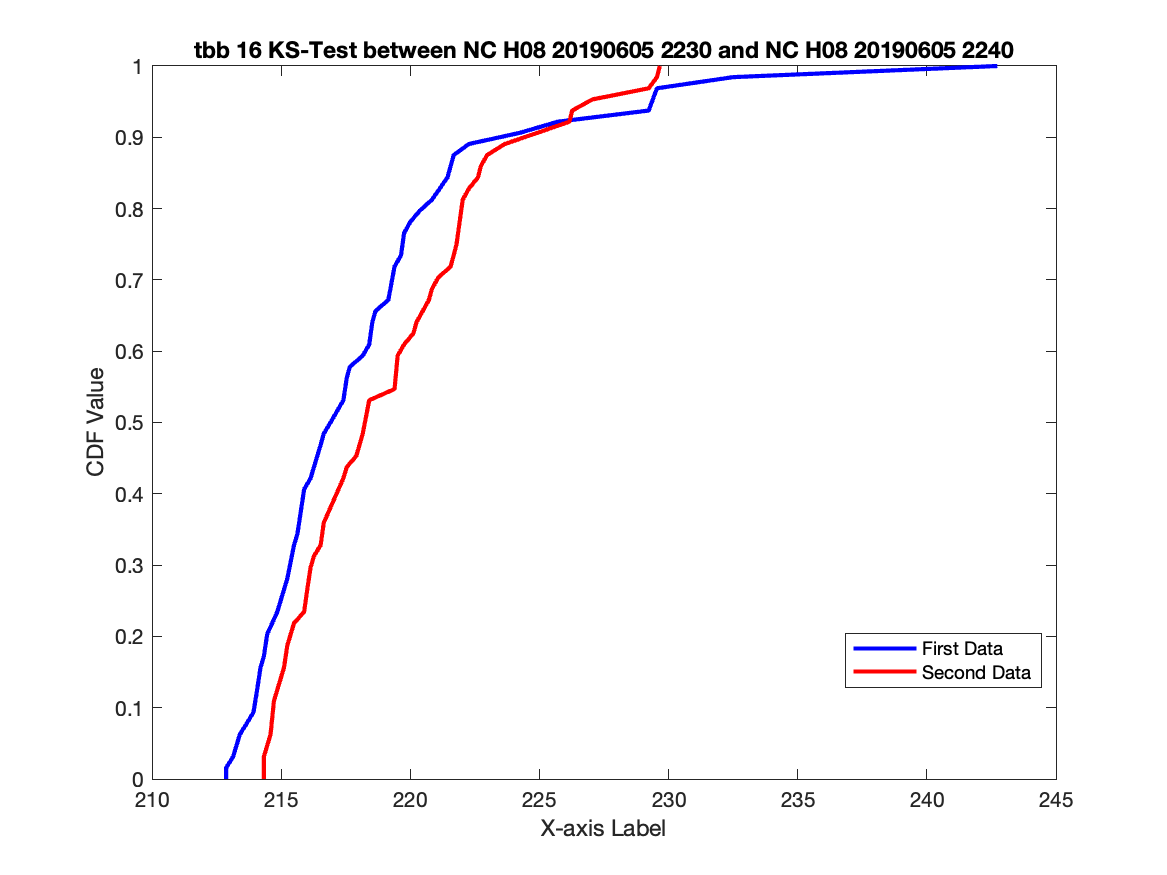 tbb 16 KS-Test between NC H08 20190605 2230 and NC H08 20190605 2240
1
0.9
0.8
0.7
0.6
0.5
0.4
0.3
0.2
0.1
0
CDF Value
First Data
Second Data
210 215 220 225 230 235 240 245
X-axis Label